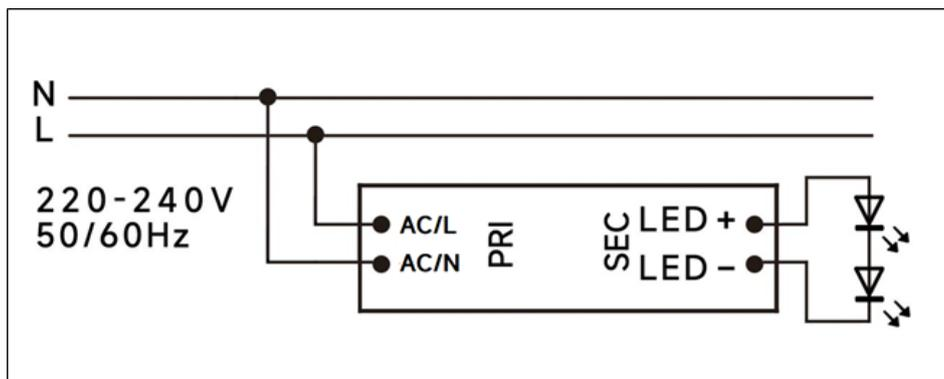 N
L
220-240V
50/60Hz
AC/L
AC/N
PRI
SEC
LED +
LED -